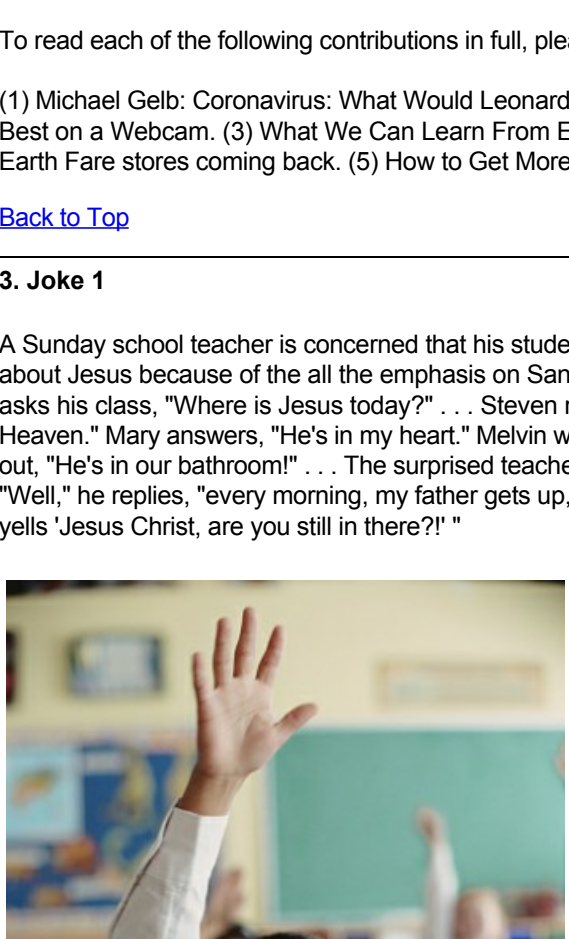 To read each of the following contributions in full, plea
(1) Michael Gelb: Coronavirus: What Would Leonard
Best on a Webcam. (3) What We Can Learn From E
Earth Fare stores coming back. (5) How to Get More
Back to Top
3. Joke 1
A Sunday school teacher is concerned that his stude
about Jesus because of the all the emphasis on San
asks his class, "Where is Jesus today?" . . . Steven r
Heaven." Mary answers, "He's in my heart." Melvin w
out, "He's in our bathroom!" . . . The surprised teache
"Well," he replies, "every morning, my father gets up,
yells 'Jesus Christ, are you still in there?!' "